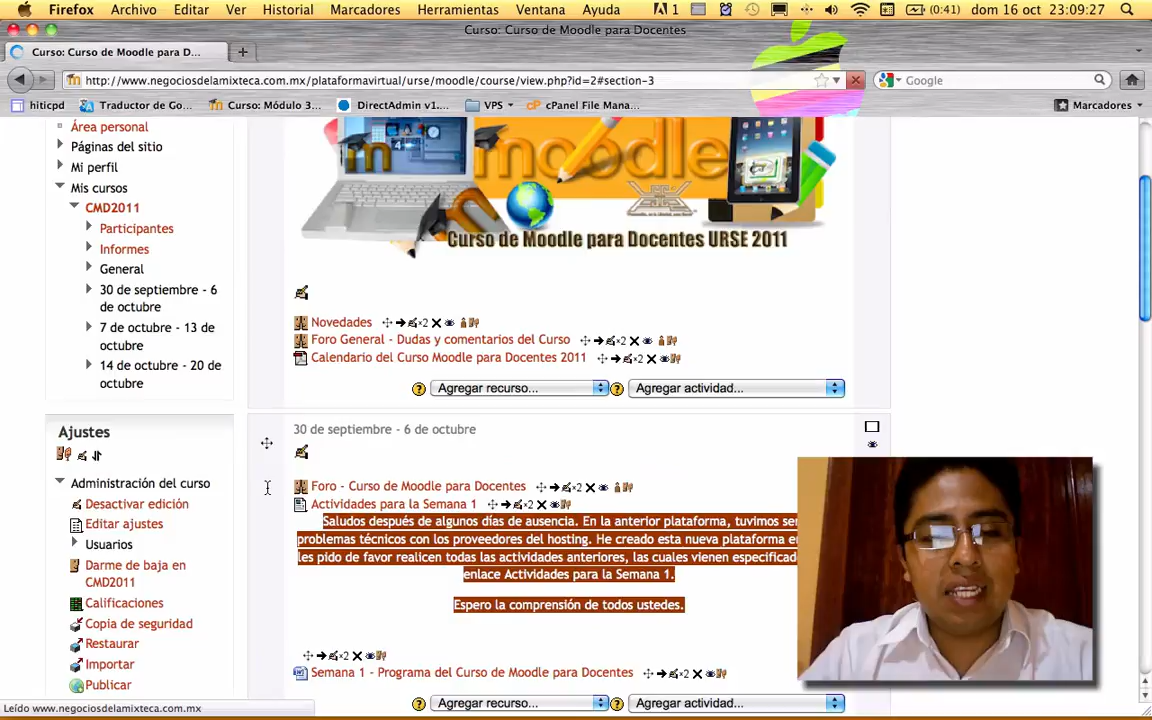 Firefox Archivo Editar Ver Historial Marcadores Herramientas Ventana Ayuda 1 (0:41) dom 16 oct 23:09:27
Curso: Curso de Moodle para Docentes
Curso: Curso de Moodle para D...
http://www.negociosdelamixteca.com.mx/plataformavirtual/urse/moodle/course/view.php?id=2#section-3
Google
hiticpd Traductor de Go... Curso: Módulo 3... DirectAdmin v1.... VPS cPanel File Mana... Marcadores
Área personal
Páginas del sitio
Mi perfil
Mis cursos
CMD2011
Participantes
Informes
General
30 de septiembre - 6
de octubre
7 de octubre - 13 de
octubre
14 de octubre - 20 de
octubre
Ajustes
Administración del curso
Desactivar edición
Editar ajustes
Usuarios
Darme de baja en
CMD2011
Calificaciones
Copia de seguridad
Restaurar
Importar
Publicar
moodle
Curso de Moodle para Docentes URSE 2011
Novedades ×2
Foro General - Dudas y comentarios del Curso ×2
Calendario del Curso Moodle para Docentes 2011 ×2
Agregar recurso... Agregar actividad...
30 de septiembre - 6 de octubre
Foro - Curso de Moodle para Docentes ×2
Actividades para la Semana 1 ×2
Saludos después de algunos días de ausencia. En la anterior plataforma, tuvimos
problemas técnicos con los proveedores del hosting. He creado esta nueva plataforma
les pido de favor realicen todas las actividades anteriores, las cuales vienen
enlace Actividades para la Semana 1.
Espero la comprensión de todos ustedes.
×2
Semana 1 - Programa del Curso de Moodle para Docentes ×2
Agregar recurso... Agregar actividad...
Leído www.negociosdelamixteca.com.mx